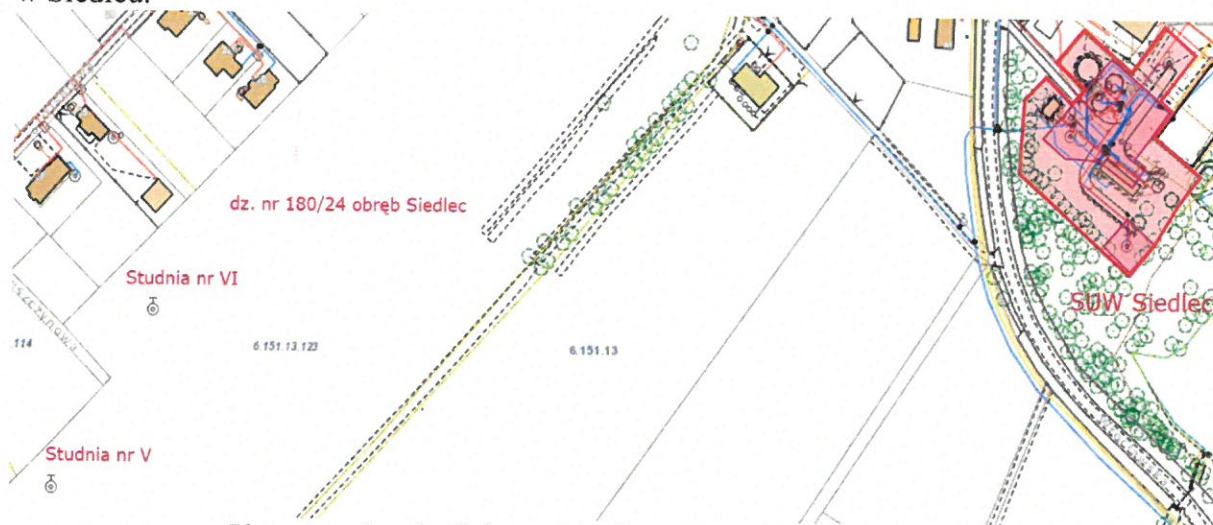 w Siedlcu.
dz. nr 180/24 obręb Siedlec
Studnia nr VI
SUW Siedlec
.114
6.151.13.123
6.151.13
Studnia nr V